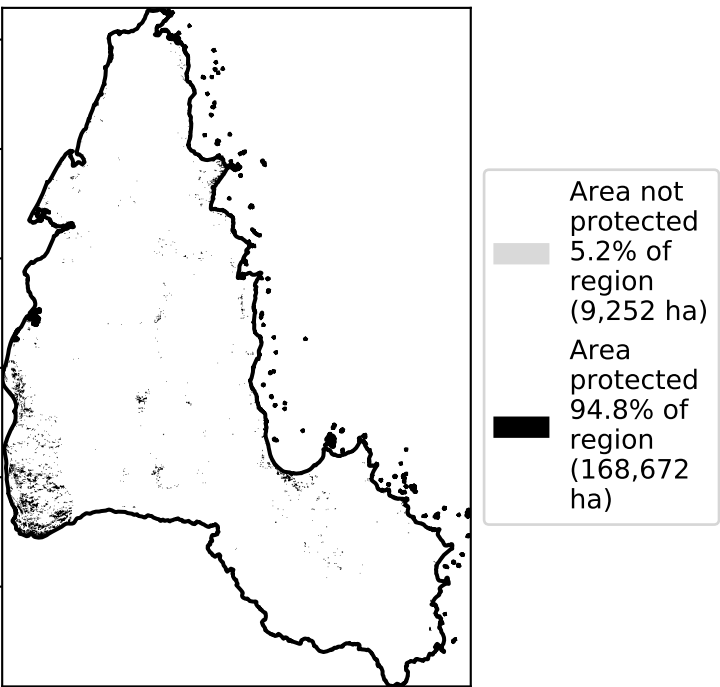 Area not
protected
5.2% of
region
(9,252 ha)
Area
protected
94.8% of
region
(168,672
ha)